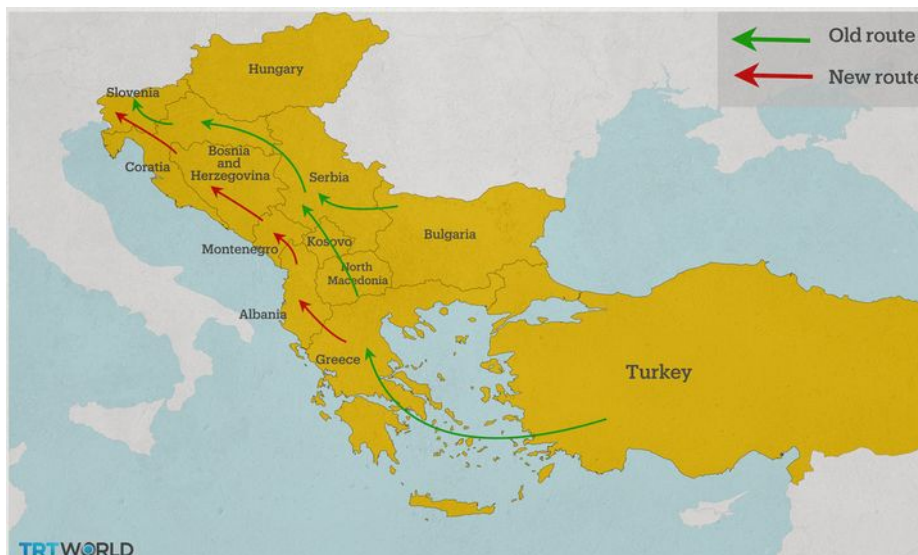 Old route
New route
Hungary
Slovenia
Coratia
Bosnia
and
Herzegovina
Serbia
Montenegro
Kosovo
Bulgaria
North
Macedonia
Albania
Greece
Turkey
TRT WORLD